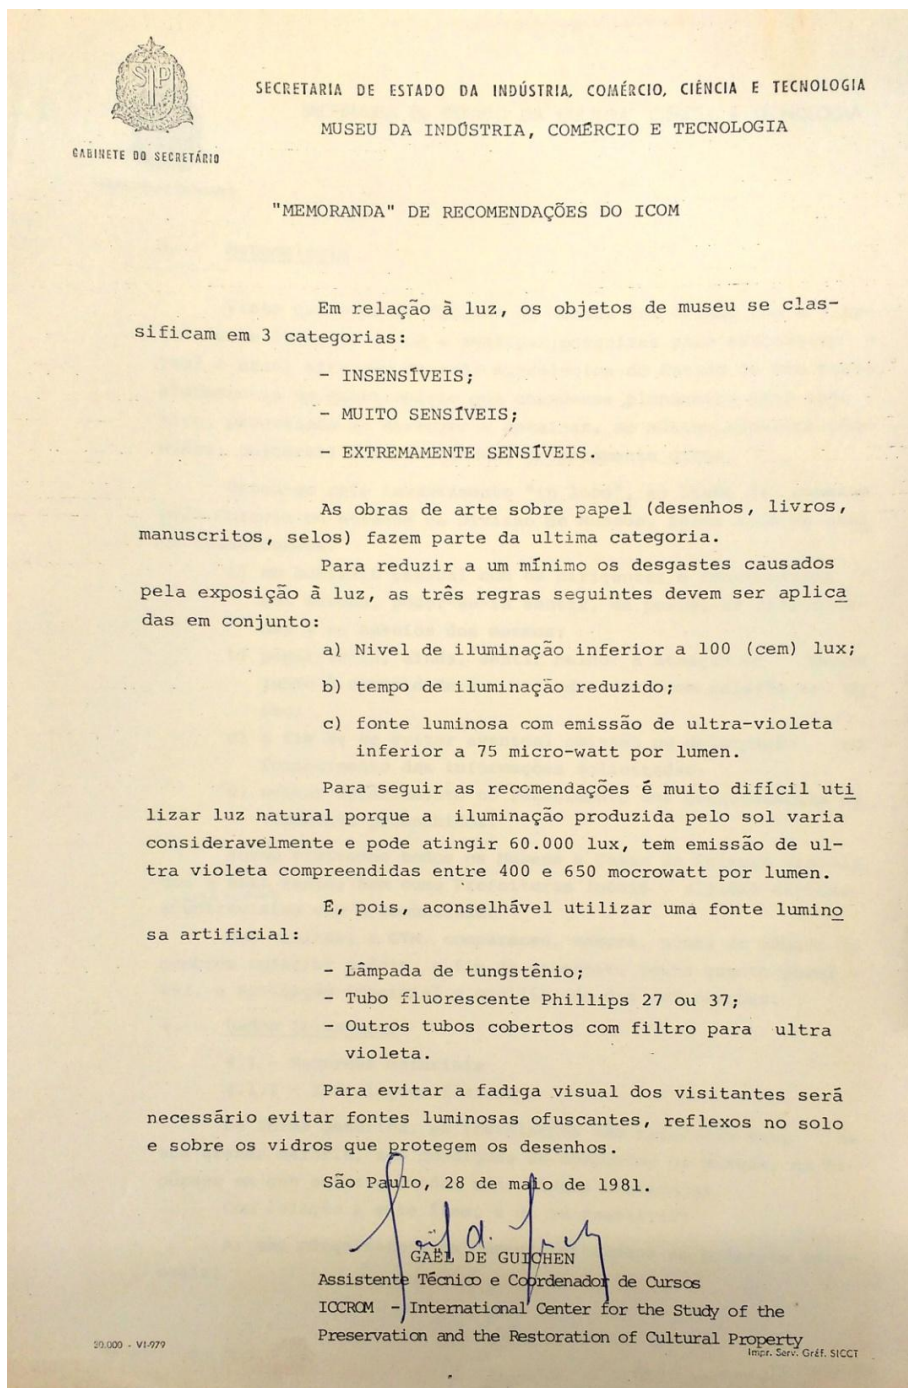 SECRETARIA DE ESTADO DA INDÚSTRIA, COMÉRCIO, CIÊNCIA E TECNOLOGIA
MUSEU DA INDÚSTRIA, COMÉRCIO E TECNOLOGIA
GABINETE DO SECRETÁRIO
"MEMORANDA" DE RECOMENDAÇÕES DO ICOM
Em relação à luz, os objetos de museu se clas-
sificam em 3 categorias:
- INSENSÍVEIS;
- MUITO SENSÍVEIS;
- EXTREMAMENTE SENSÍVEIS.
As obras de arte sobre papel (desenhos, livros,
manuscritos, selos) fazem parte da ultima categoria.
Para reduzir a um mínimo os desgastes causados
pela exposição à luz, as três regras seguintes devem ser aplica
das em conjunto:
a) Nivel de iluminação inferior a 100 (cem) lux;
b) tempo de iluminação reduzido;
c) fonte luminosa com emissão de ultra-violeta
inferior a 75 micro-watt por lumen.
Para seguir as recomendações é muito difícil uti
lizar luz natural porque a iluminação produzida pelo sol varia
consideravelmente e pode atingir 60.000 lux, tem emissão de ul-
tra violeta compreendidas entre 400 e 650 mocrowatt por lumen.
É, pois, aconselhável utilizar uma fonte lumino
sa artificial:
- Lâmpada de tungstênio;
- Tubo fluorescente Phillips 27 ou 37;
- Outros tubos cobertos com filtro para ultra
violeta.
Para evitar a fadiga visual dos visitantes será
necessário evitar fontes luminosas ofuscantes, reflexos no solo
e sobre os vidros que protegem os desenhos.
São Paulo, 28 de maio de 1981.
GAËL DE GUICHEN
Assistente Técnico e Coordenador de Cursos
ICCROM - International Center for the Study of the
Preservation and the Restoration of Cultural Property
Impr. Serv. Gráf. SICCT
20.000 - VI-979